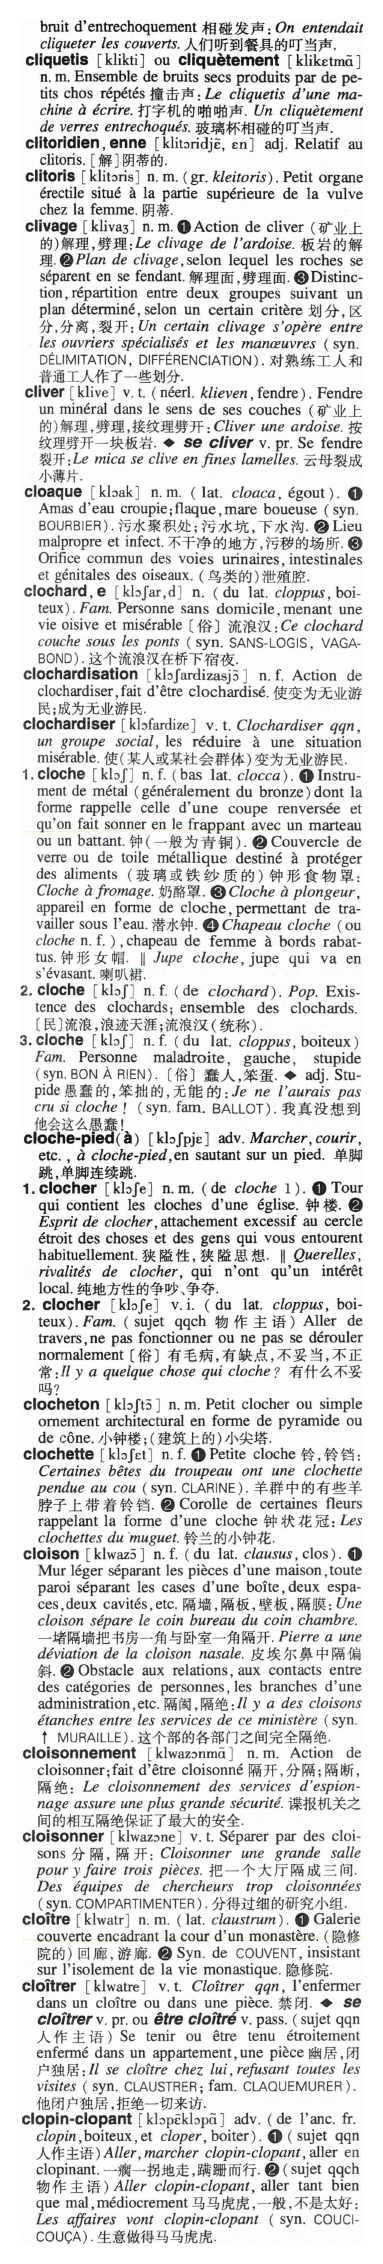 bruit d'entrechoquement 相碰发声: On entendait
cliqueter les couverts. 人们听到餐具的叮当声.
cliquetis [klikti] ou cliquètement [klikɛtmɑ̃]
n. m. Ensemble de bruits secs produits par de pe-
tits chos répétés 撞击声: Le cliquetis d'une ma-
chine à écrire. 打字机的啪啪声. Un cliquètement
de verres entrechoqués. 玻璃杯相碰的叮当声.
clitoridien, enne [klitɔridjɛ̃, ɛn] adj. Relatif au
clitoris. [解]阴蒂的.
clitoris [klitɔris] n. m. (gr. kleitoris). Petit organe
érectile situé à la partie supérieure de la vulve
chez la femme. 阴蒂.
clivage [klivaʒ] n. m. ❶ Action de cliver (矿业上
的)解理,劈理: Le clivage de l'ardoise. 板岩的解
理. ❷ Plan de clivage, selon lequel les roches se
séparent en se fendant. 解理面,劈理面. ❸ Distinc-
tion, répartition entre deux groupes suivant un
plan déterminé, selon un certain critère 划分,区
分,分离,裂开: Un certain clivage s'opère entre
les ouvriers spécialisés et les manœuvres (syn.
DÉLIMITATION, DIFFÉRENCIATION). 对熟练工人和
普通工人作了一些划分.
cliver [klive] v. t. (néerl. klieven, fendre). Fendre
un minéral dans le sens de ses couches (矿业上
的)解理,劈理,按纹理劈开: Cliver une ardoise. 按
纹理劈开一块板岩. ◆ se cliver v. pr. Se fendre
裂开: Le mica se clive en fines lamelles. 云母裂成
小薄片.
cloaque [klɔak] n. m. ( lat. cloaca, égout). ❶
Amas d'eau croupie; flaque, mare boueuse (syn.
BOURBIER). 污水聚积处;污水坑,下水沟. ❷ Lieu
malpropre et infect. 不干净的地方,污秽的场所. ❸
Orifice commun des voies urinaires, intestinales
et génitales des oiseaux. (鸟类的)泄殖腔.
clochard, e [klɔʃar, d] n. (du lat. cloppus, boi-
teux). Fam. Personne sans domicile, menant une
vie oisive et misérable [俗] 流浪汉: Ce clochard
couche sous les ponts ( syn. SANS-LOGIS, VAGA-
BOND). 这个流浪汉在桥下宿夜.
clochardisation [klɔʃardizasjɔ̃] n. f. Action de
clochardiser, fait d'être clochardisé. 使变为无业游
民;成为无业游民.
clochardiser [klɔfardize] v. t. Clochardiser qqn,
un groupe social, les réduire à une situation
misérable. 使(某人或某社会群体)变为无业游民.
1. cloche [klɔʃ] n. f. (bas lat. clocca). ❶ Instru-
ment de métal (généralement du bronze) dont la
forme rappelle celle d'une coupe renversée et
qu'on fait sonner en le frappant avec un marteau
ou un battant. 钟(一般为青铜). ❷ Couvercle de
verre ou de toile métallique destiné à protéger
des aliments (玻璃或铁纱质的)钟形食物罩:
Cloche à fromage. 奶酪罩. ❸ Cloche à plongeur,
appareil en forme de cloche, permettant de tra-
vailler sous l'eau. 潜水钟. ❹ Chapeau cloche (ou
cloche n. f.), chapeau de femme à bords rabat-
tus. 钟形女帽. ‖ Jupe cloche, jupe qui va en
s'évasant. 喇叭裙.
2. cloche [klɔʃ] n. f. (de clochard). Pop. Exis-
tence des clochards; ensemble des clochards.
[民]流浪,浪迹天涯;流浪汉(统称).
3. cloche [klɔʃ] n. f. (du lat. cloppus, boiteux)
Fam. Personne maladroite, gauche, stupide
(syn. BON À RIEN). [俗] 蠢人,笨蛋. ◆ adj. Stu-
pide 愚蠢的,笨拙的,无能的: Je ne l'aurais pas
cru si cloche ! (syn. fam. BALLOT). 我真没想到
他会这么愚蠢!
cloche-pied(à) [klɔʃpje] adv. Marcher, courir,
etc., à cloche-pied, en sautant sur un pied. 单脚
跳,单脚连续跳.
1. clocher [klɔʃe] n. m. (de cloche 1). ❶ Tour
qui contient les cloches d'une église. 钟楼. ❷
Esprit de clocher, attachement excessif au cercle
étroit des choses et des gens qui vous entourent
habituellement. 狭隘性,狭隘思想. ‖ Querelles,
rivalités de clocher, qui n'ont qu'un intérêt
local. 纯地方性的争吵、争夺.
2. clocher [klɔʃe] v. i. (du lat. cloppus, boi-
teux). Fam. (sujet qqch 物作主语) Aller de
travers, ne pas fonctionner ou ne pas se dérouler
normalement [俗] 有毛病,有缺点,不妥当,不正
常: Il y a quelque chose qui cloche ? 有什么不妥
吗?
clocheton [klɔʃtɔ̃] n. m. Petit clocher ou simple
ornement architectural en forme de pyramide ou
de cône. 小钟楼;(建筑上的)小尖塔.
clochette [klɔʃɛt] n. f. ❶ Petite cloche 铃,铃铛:
Certaines bêtes du troupeau ont une clochette
pendue au cou (syn. CLARINE). 羊群中的有些羊
脖子上带着铃铛. ❷ Corolle de certaines fleurs
rappelant la forme d'une cloche 钟状花冠: Les
clochettes du muguet. 铃兰的小钟花.
cloison [klwazɔ̃] n. f. (du lat. clausus, clos). ❶
Mur léger séparant les pièces d'une maison, toute
paroi séparant les cases d'une boîte, deux espa-
ces, deux cavités, etc. 隔墙,隔板,壁板,隔膜: Une
cloison sépare le coin bureau du coin chambre.
一堵隔墙把书房一角与卧室一角隔开. Pierre a une
déviation de la cloison nasale. 皮埃尔鼻中隔偏
斜. ❷ Obstacle aux relations, aux contacts entre
des catégories de personnes, les branches d'une
administration, etc. 隔阂,隔绝: Il y a des cloisons
étanches entre les services de ce ministère (syn.
↑ MURAILLE). 这个部的各部门之间完全隔绝.
cloisonnement [klwazɔnmɑ̃] n. m. Action de
cloisonner; fait d'être cloisonné 隔开,分隔;隔断,
隔绝: Le cloisonnement des services d'espion-
nage assure une plus grande sécurité. 谍报机关之
间的相互隔绝保证了最大的安全.
cloisonner [klwazɔne] v. t. Séparer par des cloi-
sons 分隔,隔开: Cloisonner une grande salle
pour y faire trois pièces. 把一个大厅隔成三间.
Des équipes de chercheurs trop cloisonnées
(syn. COMPARTIMENTER). 分得过细的研究小组.
cloître [klwatr] n. m. (lat. claustrum). ❶ Galerie
couverte encadrant la cour d'un monastère. (隐修
院的)回廊,游廊. ❷ Syn. de COUVENT, insistant
sur l'isolement de la vie monastique. 隐修院.
cloîtrer [klwatre] v. t. Cloîtrer qqn, l'enfermer
dans un cloître ou dans une pièce. 禁闭. ◆ se
cloîtrer v. pr. ou être cloîtré v. pass. (sujet qqn
人作主语) Se tenir ou être tenu étroitement
enfermé dans un appartement, une pièce 幽居,闭
户独居: Il se cloître chez lui, refusant toutes les
visites ( syn. CLAUSTRER; fam. CLAQUEMURER).
他闭户独居,拒绝一切来访.
clopin-clopant [klɔpɛ̃klɔpɑ̃] adv. (de l'anc. fr.
clopin, boiteux, et cloper, boiter). ❶ (sujet qqn
人作主语) Aller, marcher clopin-clopant, aller en
clopinant. 一瘸一拐地走,蹒跚而行. ❷ (sujet qqch
物作主语) Aller clopin-clopant, aller tant bien
que mal, médiocrement 马马虎虎,一般,不是太好:
Les affaires vont clopin-clopant ( syn. COUCI-
COUÇA). 生意做得马马虎虎.